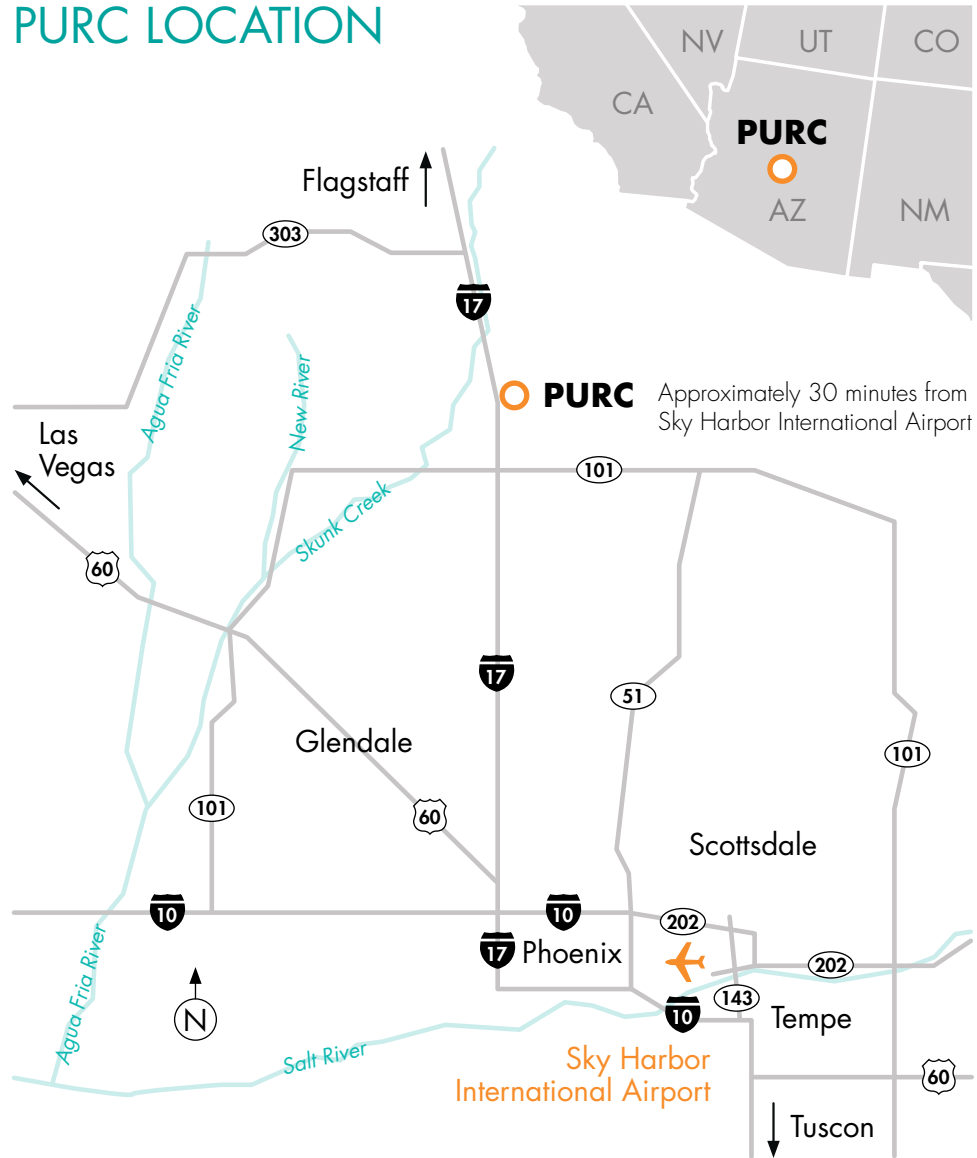 PURC LOCATION
NV
UT
CO
CA
PURC
AZ
NM
Flagstaff
303
17
Agua Fria River
New River
PURC
Approximately 30 minutes from
Sky Harbor International Airport
Las
Vegas
101
Skunk Creek
60
17
51
Glendale
101
101
60
Scottsdale
10
10
202
17
Phoenix
202
Agua Fria River
N
143
10
Tempe
Salt River
Sky Harbor
International Airport
60
Tuscon